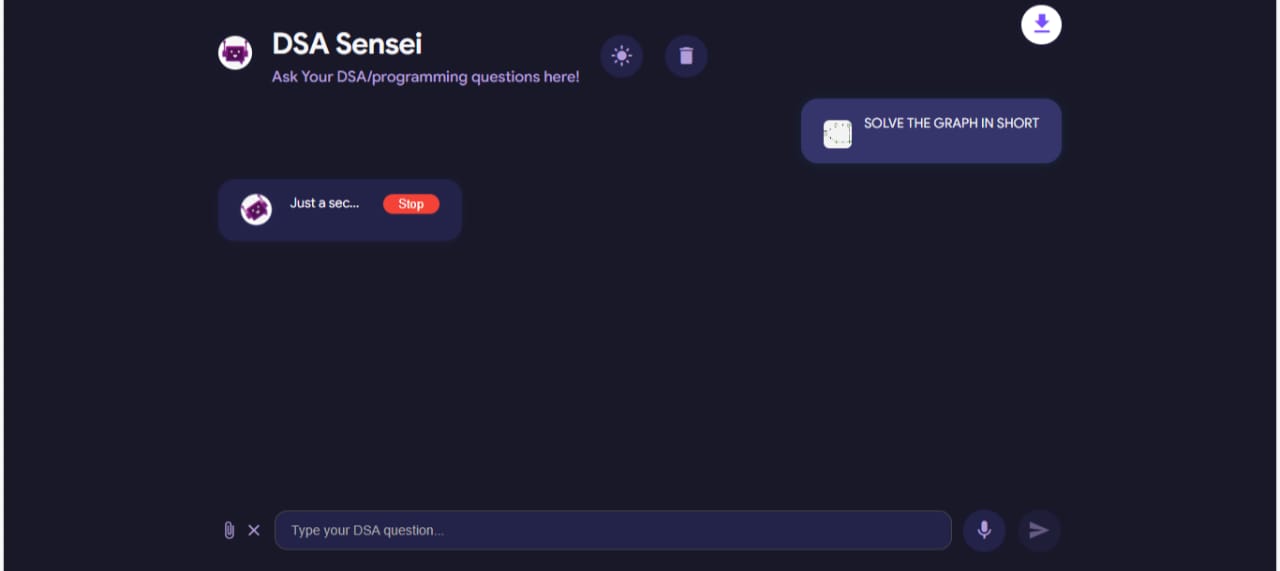 DSA Sensei
Ask Your DSA/programming questions here!
SOLVE THE GRAPH IN SHORT
Just a sec...
Stop
Type your DSA question...